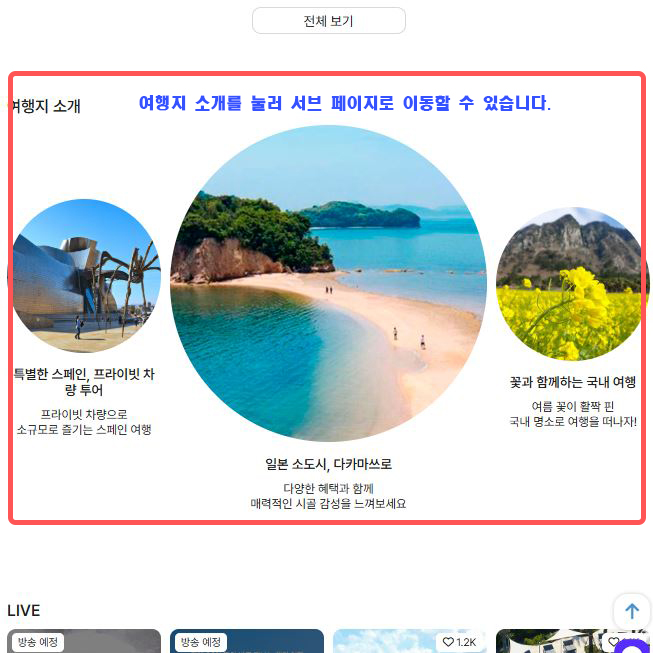 전체 보기
여행지 소개
여행지 소개를 눌러 서브 페이지로 이동할 수 있습니다.
특별한 스페인, 프라이빗 차
량 투어
프라이빗 차량으로
소규모로 즐기는 스페인 여행
일본 소도시, 다카마쓰로
다양한 혜택과 함께
매력적인 시골 감성을 느껴보세요
꽃과 함께하는 국내 여행
여름 꽃이 활짝 핀
국내 명소로 여행을 떠나자!
LIVE
방송 예정
방송 예정
1.2K